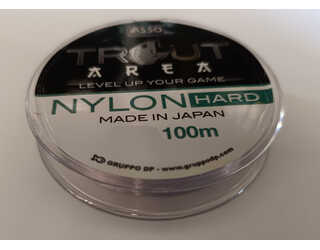 ASSO
TROUT
AREA
LEVEL UP YOUR GAME
NYLON HARD
MADE IN JAPAN
100m
GRUPPO DP - www.gruppodp.com